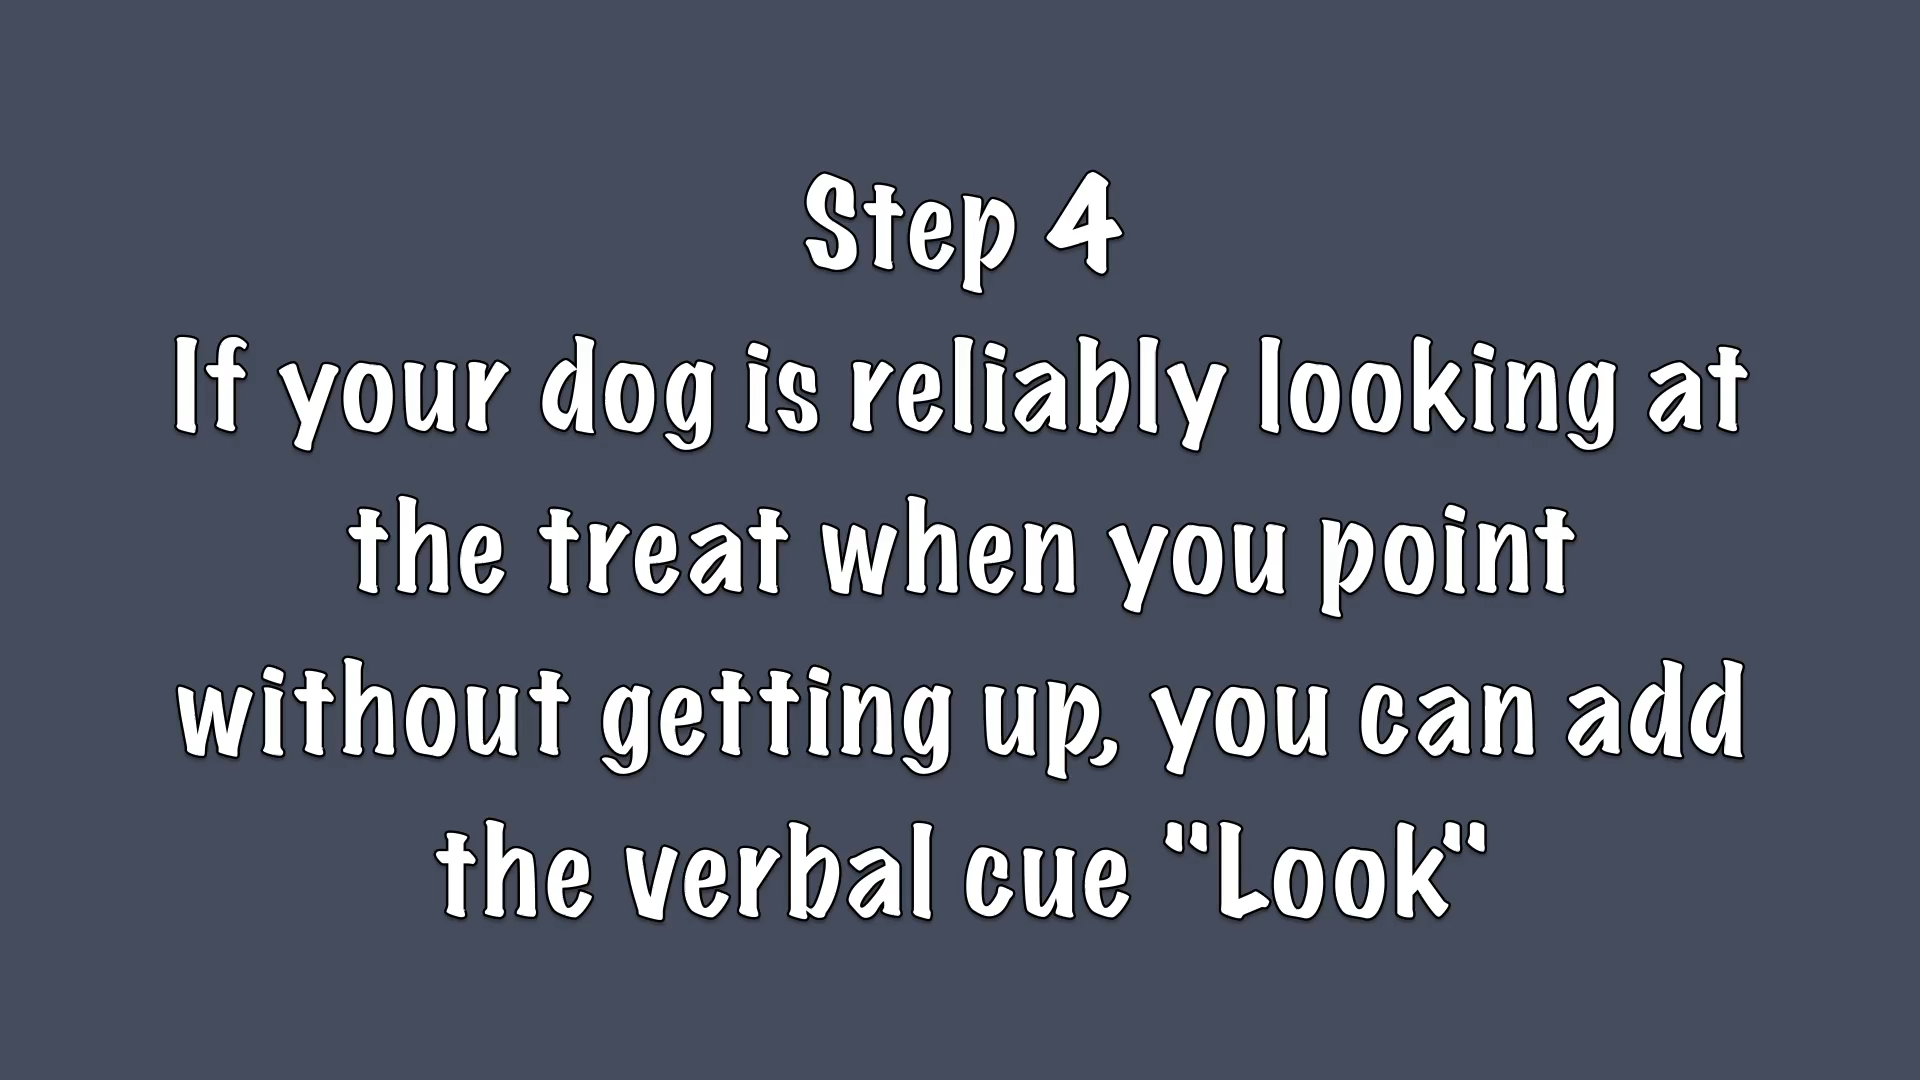 Step 4
If your dog is reliably looking at
the treat when you point
without getting up, you can add
the verbal cue "Look"